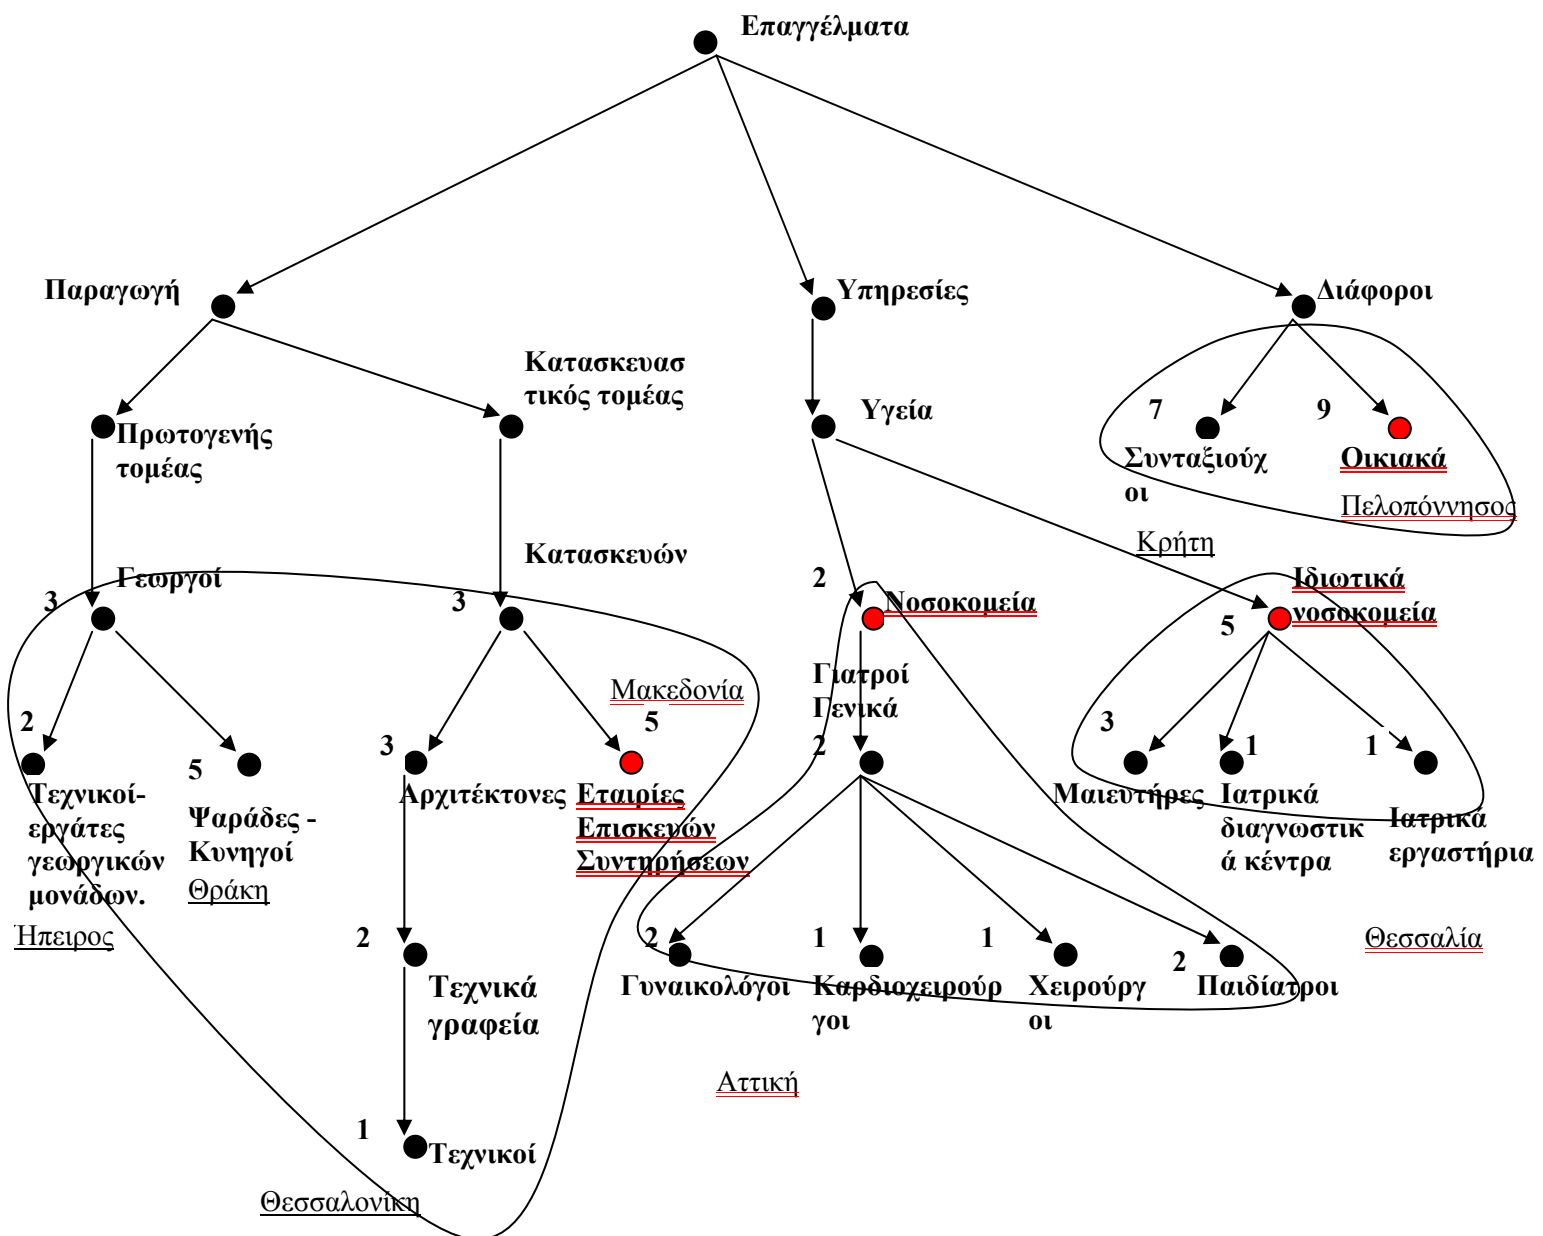 Επαγγέλματα
Παραγωγή
Υπηρεσίες
Διάφοροι
Κατασκευασ
τικός τομέας
Πρωτογενής
τομέας
Υγεία
7
9
Συνταξιούχ
οι
Οικιακά
Πελοπόννησος
Κρήτη
Κατασκευών
Γεωργοί
3
3
2
Νοσοκομεία
Ιδιωτικά
νοσοκομεία
5
Γιατροί
Γενικά
2
Μακεδονία
5
2
5
3
3
1
1
Τεχνικοί-
εργάτες
γεωργικών
μονάδων.
Ψαράδες -
Κυνηγοί
Θράκη
Ήπειρος
Αρχιτέκτονες
Εταιρίες
Επισκευών
Συντηρήσεων
Μαιευτήρες
Ιατρικά
διαγνωστικ
ά κέντρα
Ιατρικά
εργαστήρια
Θεσσαλία
2
2
1
1
2
Τεχνικά
γραφεία
Γυναικολόγοι
Καρδιοχειρούρ
γοι
Χειρούργ
οι
Παιδίατροι
Αττική
1
Τεχνικοί
Θεσσαλονίκη